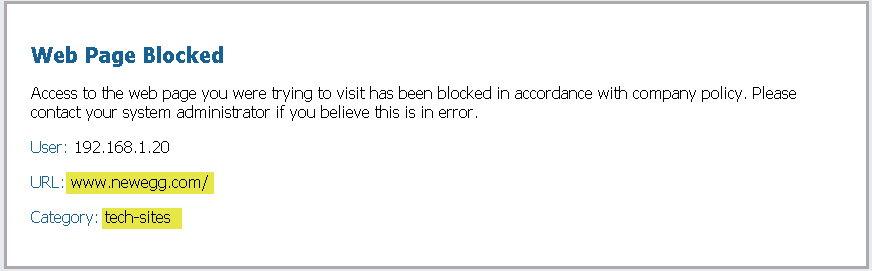 Web Page Blocked
Access to the web page you were trying to visit has been blocked in accordance with company policy. Please
contact your system administrator if you believe this is in error.
User: 192.168.1.20
URL: www.newegg.com/
Category: tech-sites